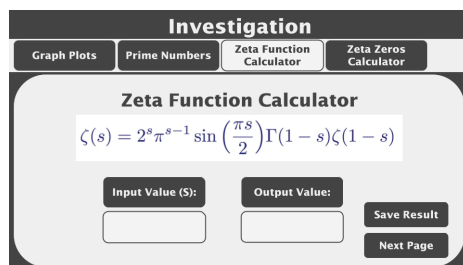 Investigation
Graph Plots
Prime Numbers
Zeta Function
Calculator
Zeta Zeros
Calculator
Zeta Function Calculator
ζ(s) = 2^s π^{s−1} sin(πs/2) Γ(1 − s)ζ(1 − s)
Input Value (S):
Output Value:
Save Result
Next Page